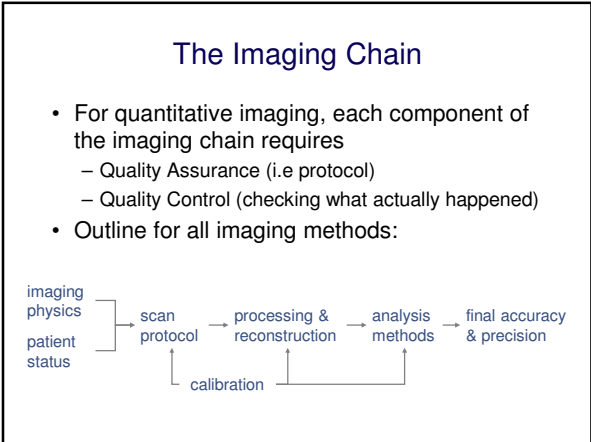 The Imaging Chain
• For quantitative imaging, each component of
the imaging chain requires
– Quality Assurance (i.e protocol)
– Quality Control (checking what actually happened)
• Outline for all imaging methods:
imaging
physics
patient
status
scan
protocol
processing &
reconstruction
analysis
methods
final accuracy
& precision
calibration